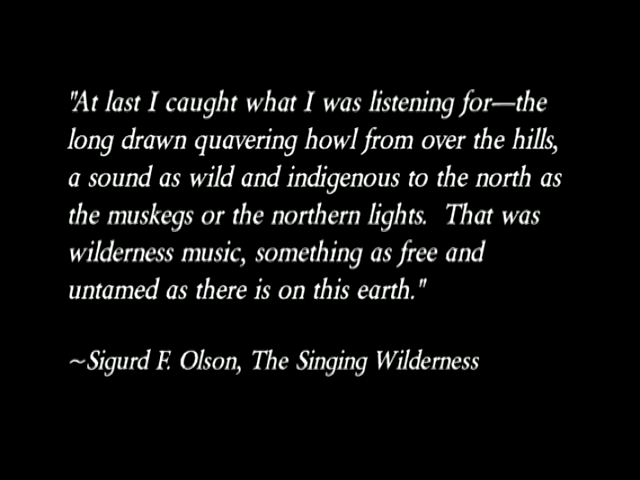 "At last I caught what I was listening for—the
long drawn quavering howl from over the hills,
a sound as wild and indigenous to the north as
the muskegs or the northern lights.  That was
wilderness music, something as free and
untamed as there is on this earth."
~Sigurd F. Olson, The Singing Wilderness